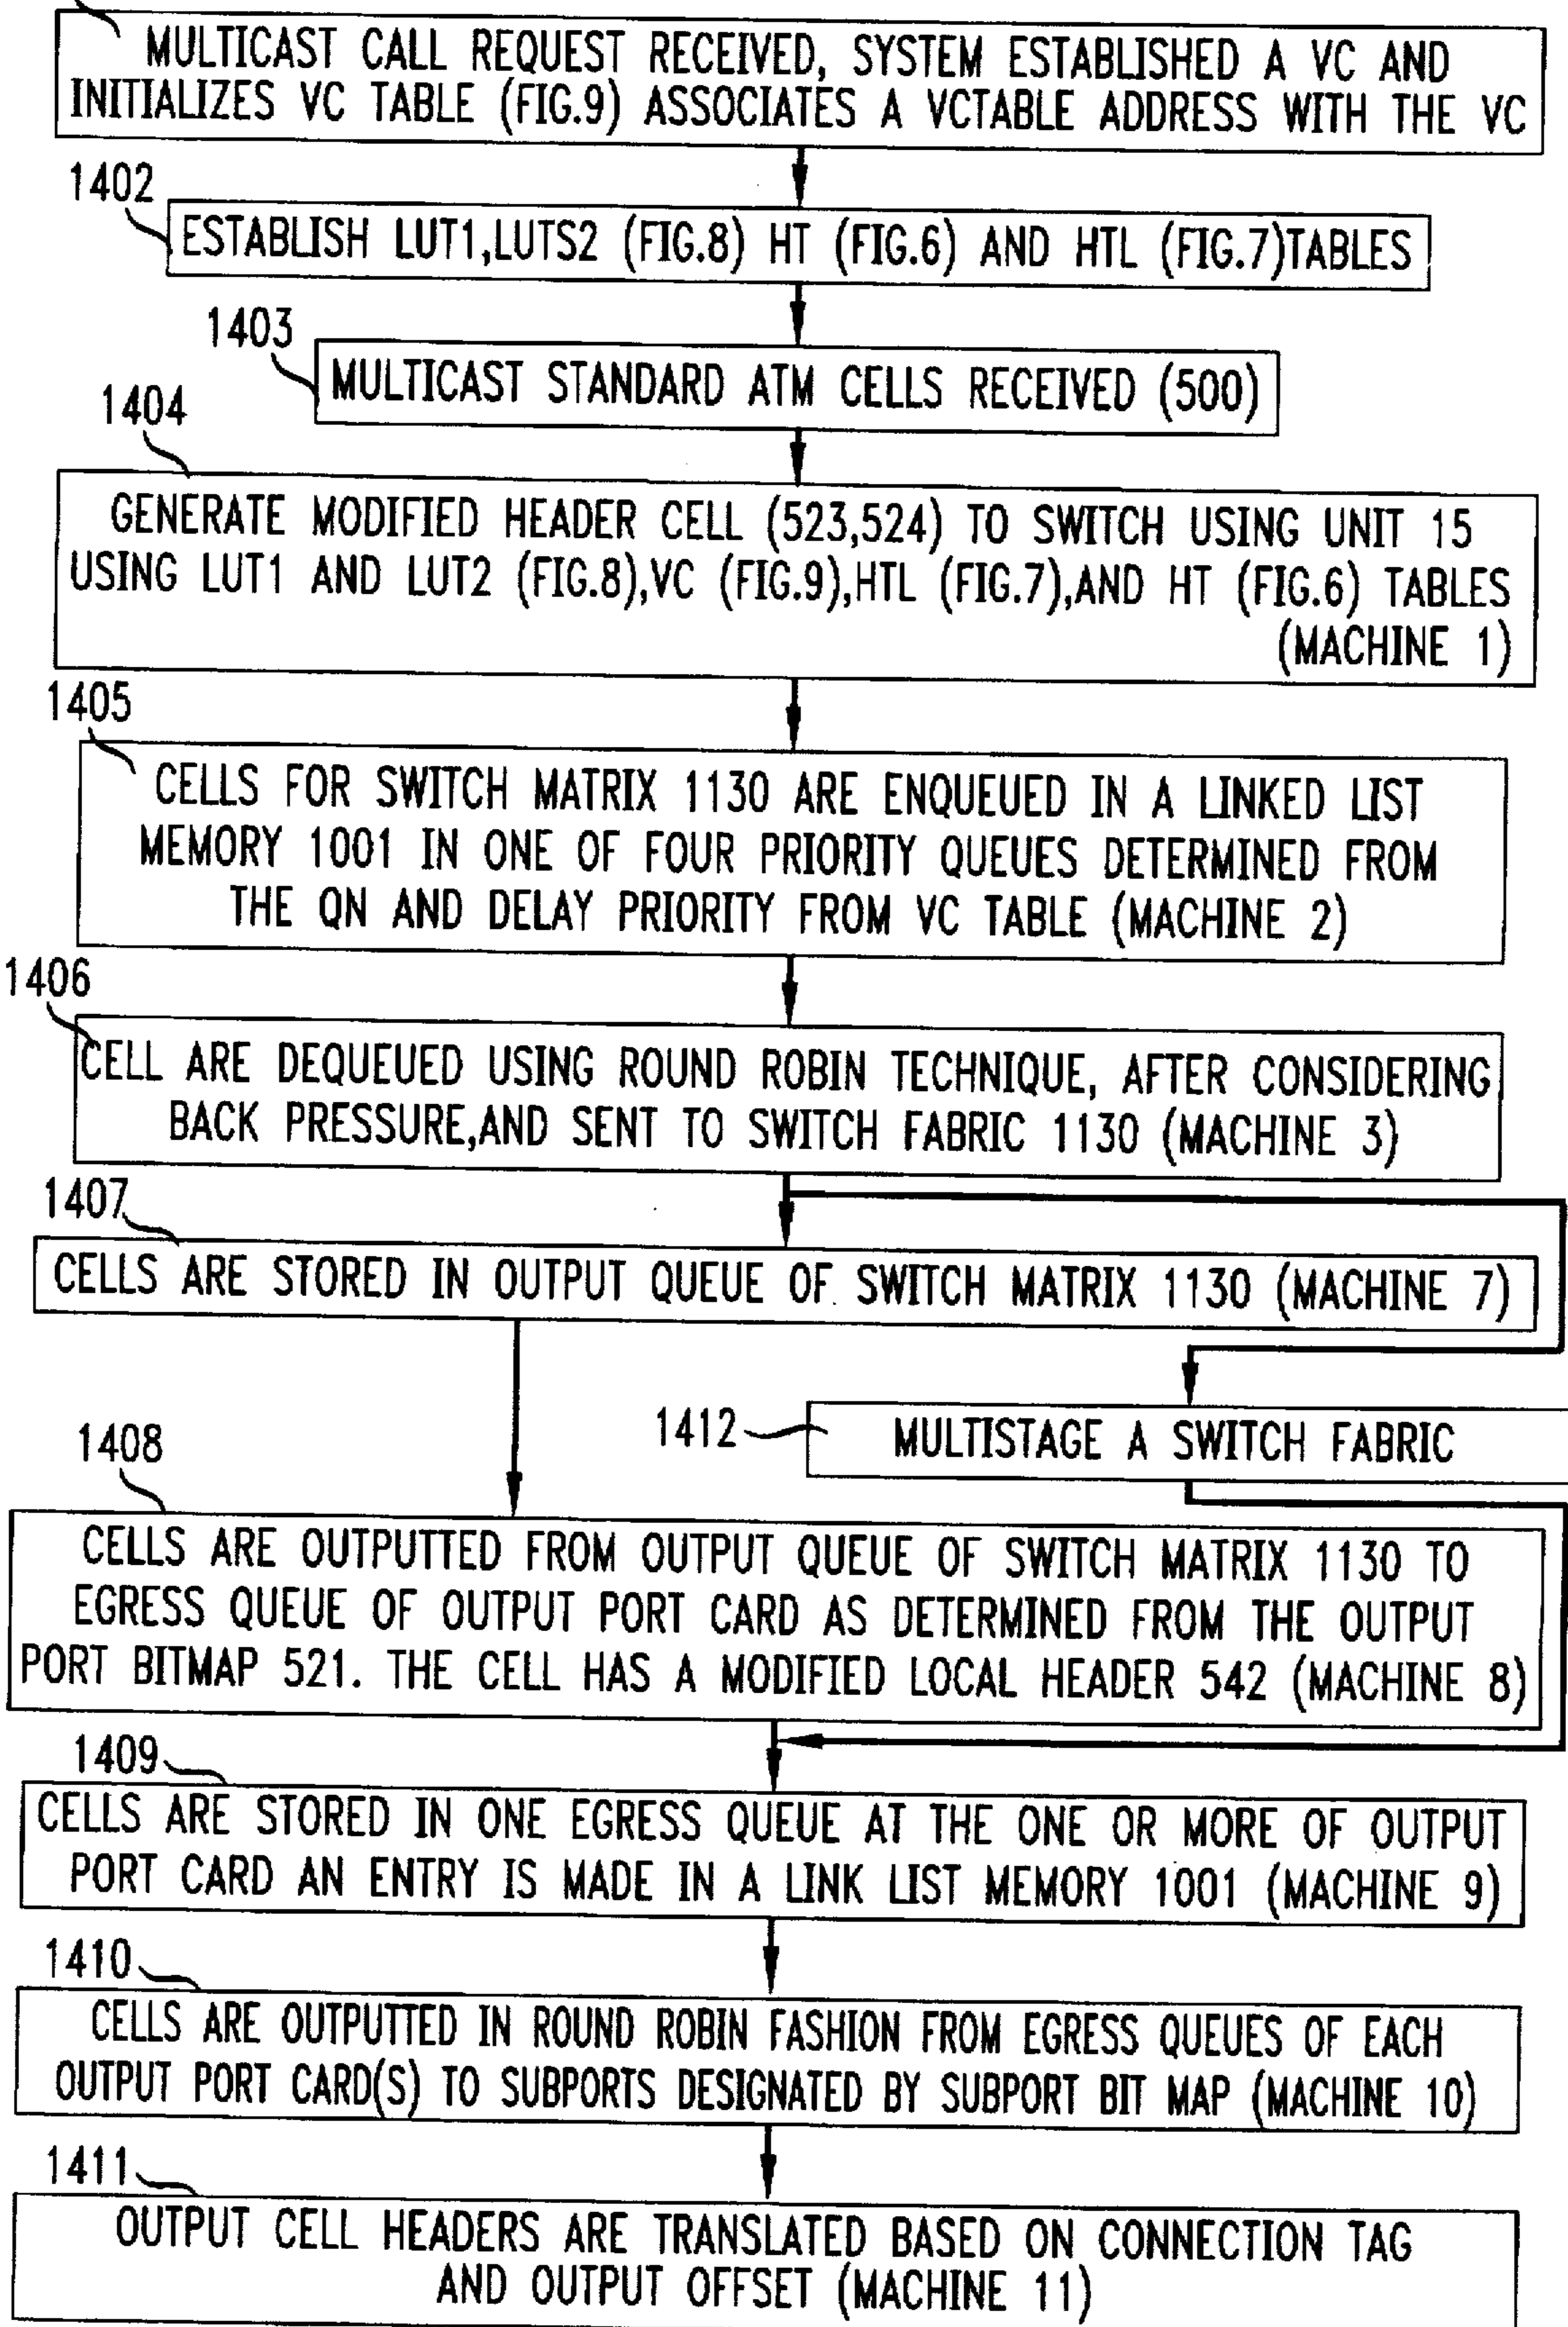 MULTICAST CALL REQUEST RECEIVED, SYSTEM ESTABLISHED A VC AND
INITIALIZES VC TABLE (FIG.9) ASSOCIATES A VCTABLE ADDRESS WITH THE VC
1402
ESTABLISH LUT1,LUTS2 (FIG.8) HT (FIG.6) AND HTL (FIG.7)TABLES
1403
MULTICAST STANDARD ATM CELLS RECEIVED (500)
1404
GENERATE MODIFIED HEADER CELL (523,524) TO SWITCH USING UNIT 15
USING LUT1 AND LUT2 (FIG.8),VC (FIG.9),HTL (FIG.7),AND HT (FIG.6) TABLES
(MACHINE 1)
1405
CELLS FOR SWITCH MATRIX 1130 ARE ENQUEUED IN A LINKED LIST
MEMORY 1001 IN ONE OF FOUR PRIORITY QUEUES DETERMINED FROM
THE QN AND DELAY PRIORITY FROM VC TABLE (MACHINE 2)
1406
CELL ARE DEQUEUED USING ROUND ROBIN TECHNIQUE, AFTER CONSIDERING
BACK PRESSURE,AND SENT TO SWITCH FABRIC 1130 (MACHINE 3)
1407
CELLS ARE STORED IN OUTPUT QUEUE OF SWITCH MATRIX 1130 (MACHINE 7)
1412
MULTISTAGE A SWITCH FABRIC
1408
CELLS ARE OUTPUTTED FROM OUTPUT QUEUE OF SWITCH MATRIX 1130 TO
EGRESS QUEUE OF OUTPUT PORT CARD AS DETERMINED FROM THE OUTPUT
PORT BITMAP 521. THE CELL HAS A MODIFIED LOCAL HEADER 542 (MACHINE 8)
1409
CELLS ARE STORED IN ONE EGRESS QUEUE AT THE ONE OR MORE OF OUTPUT
PORT CARD AN ENTRY IS MADE IN A LINK LIST MEMORY 1001 (MACHINE 9)
1410
CELLS ARE OUTPUTTED IN ROUND ROBIN FASHION FROM EGRESS QUEUES OF EACH
OUTPUT PORT CARD(S) TO SUBPORTS DESIGNATED BY SUBPORT BIT MAP (MACHINE 10)
1411
OUTPUT CELL HEADERS ARE TRANSLATED BASED ON CONNECTION TAG
AND OUTPUT OFFSET (MACHINE 11)